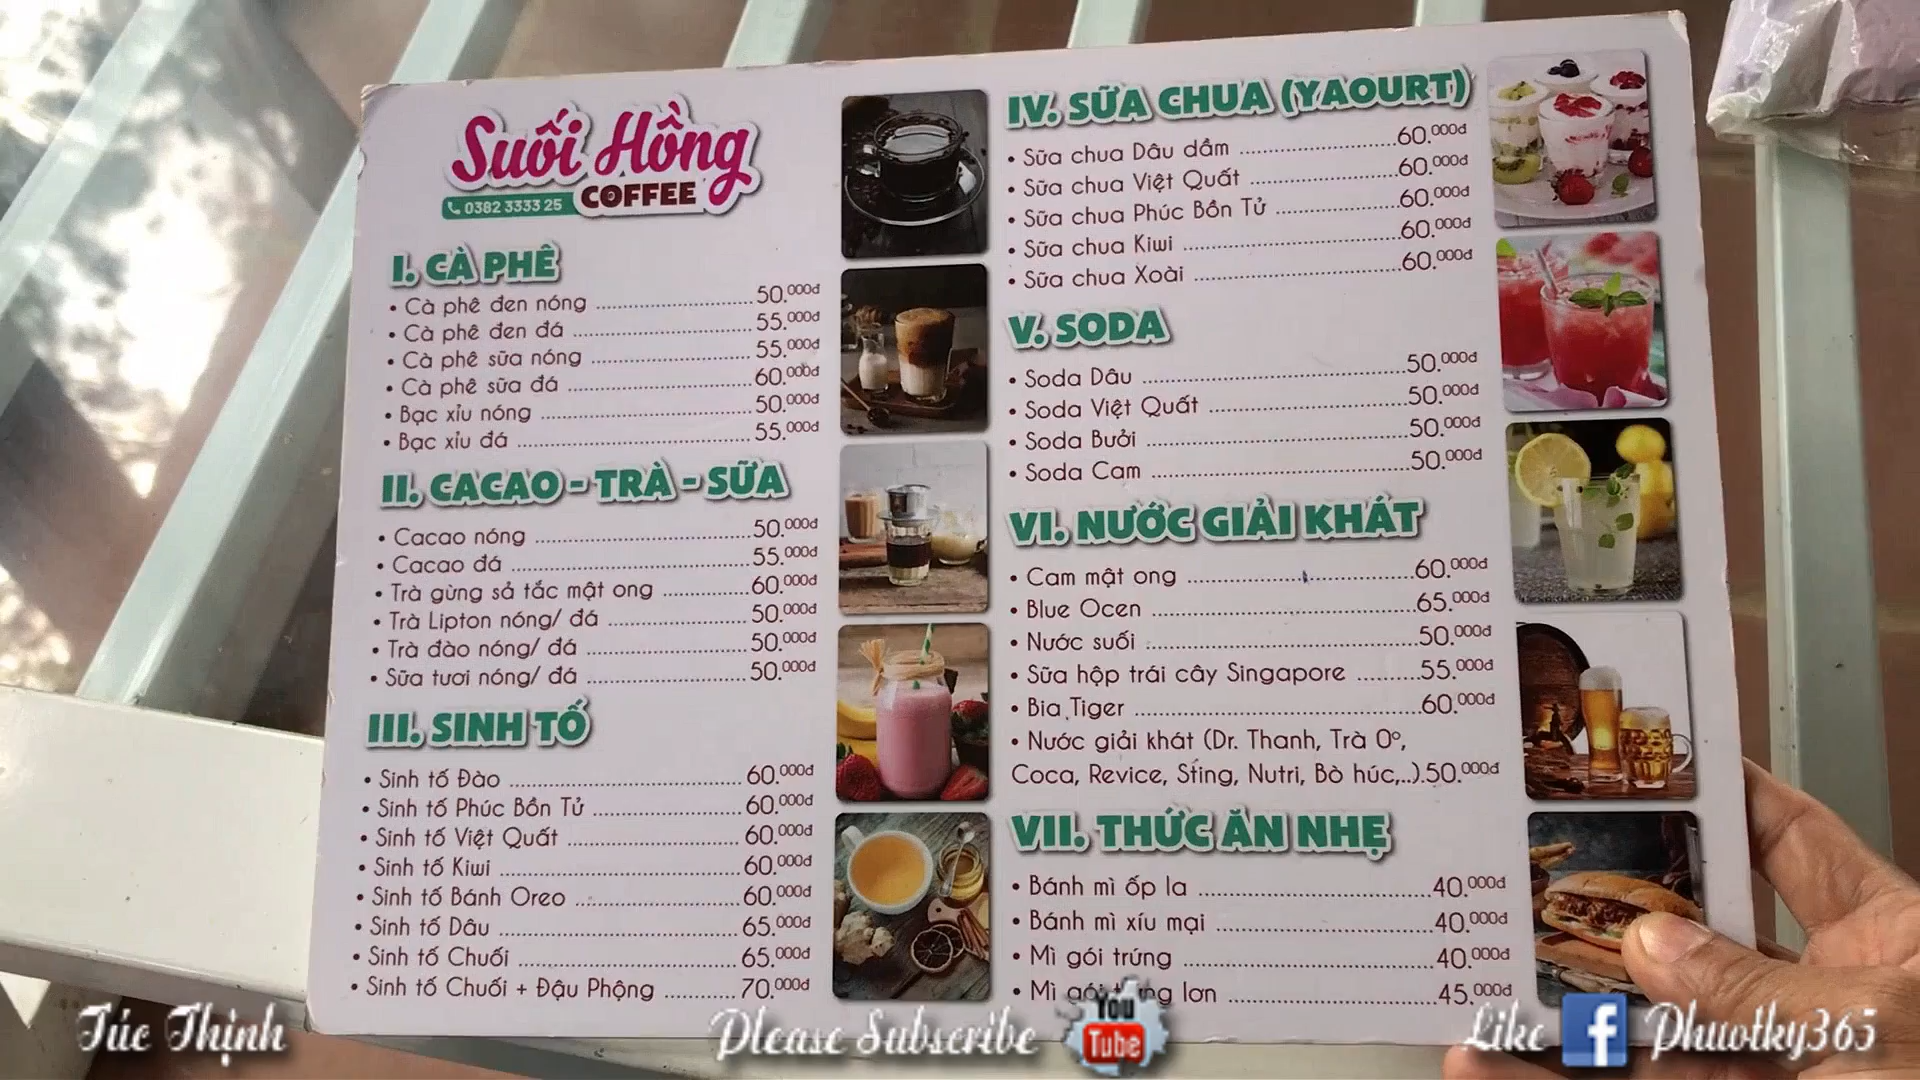 Suối Hồng
COFFEE
0382 3333 25
I. CÀ PHÊ
• Cà phê đen nóng ........ 50.000đ
• Cà phê đen đá ........ 55.000đ
• Cà phê sữa nóng ........ 55.000đ
• Cà phê sữa đá ........ 60.000đ
• Bạc xỉu nóng ........ 50.000đ
• Bạc xỉu đá ........ 55.000đ
II. CACAO - TRÀ - SỮA
• Cacao nóng ........ 50.000đ
• Cacao đá ........ 55.000đ
• Trà gừng sả tắc mật ong ........ 60.000đ
• Trà Lipton nóng/ đá ........ 50.000đ
• Trà đào nóng/ đá ........ 50.000đ
• Sữa tươi nóng/ đá ........ 50.000đ
III. SINH TỐ
• Sinh tố Đào ........ 60.000đ
• Sinh tố Phúc Bồn Tử ........ 60.000đ
• Sinh tố Việt Quất ........ 60.000đ
• Sinh tố Kiwi ........ 60.000đ
• Sinh tố Bánh Oreo ........ 60.000đ
• Sinh tố Dâu ........ 65.000đ
• Sinh tố Chuối ........ 65.000đ
• Sinh tố Chuối + Đậu Phộng ........ 70.000đ
IV. SỮA CHUA (YAOURT)
• Sữa chua Dâu dầm ........ 60.000đ
• Sữa chua Việt Quất ........ 60.000đ
• Sữa chua Phúc Bồn Tử ........ 60.000đ
• Sữa chua Kiwi ........ 60.000đ
• Sữa chua Xoài ........ 60.000đ
V. SODA
• Soda Dâu ........ 50.000đ
• Soda Việt Quất ........ 50.000đ
• Soda Bưởi ........ 50.000đ
• Soda Cam ........ 50.000đ
VI. NƯỚC GIẢI KHÁT
• Cam mật ong ........ 60.000đ
• Blue Ocen ........ 65.000đ
• Nước suối ........ 50.000đ
• Sữa hộp trái cây Singapore ........ 55.000đ
• Bia Tiger ........ 60.000đ
• Nước giải khát (Dr. Thanh, Trà 0°,
Coca, Revice, Sting, Nutri, Bò húc,..).50.000đ
VII. THỨC ĂN NHẸ
• Bánh mì ốp la ........ 40.000đ
• Bánh mì xíu mại ........ 40.000đ
• Mì gói trứng ........ 40.000đ
• Mì lơn ........ 45.000đ
Túc Thịnh
Please Subscribe
You
Tube
Like f Phuotky365